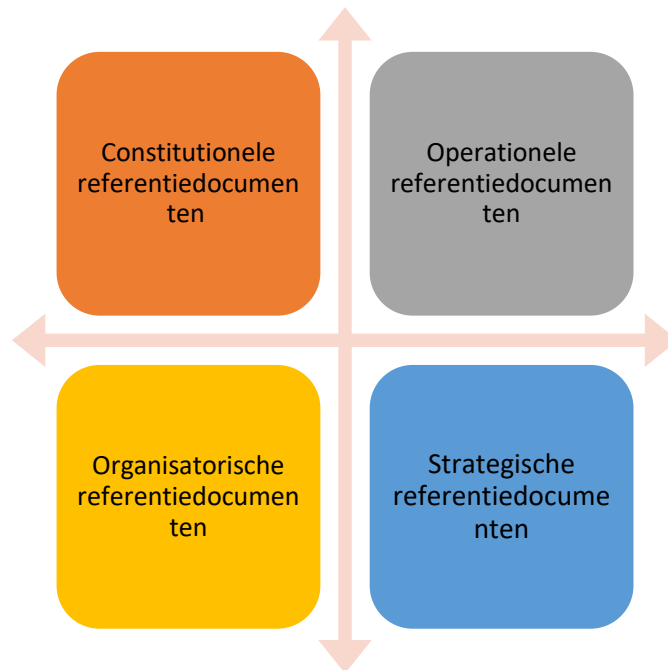 Constitutionele
referentiedocumen
ten
Operationele
referentiedocumen
ten
Organisatorische
referentiedocumen
ten
Strategische
referentiedocume
nten